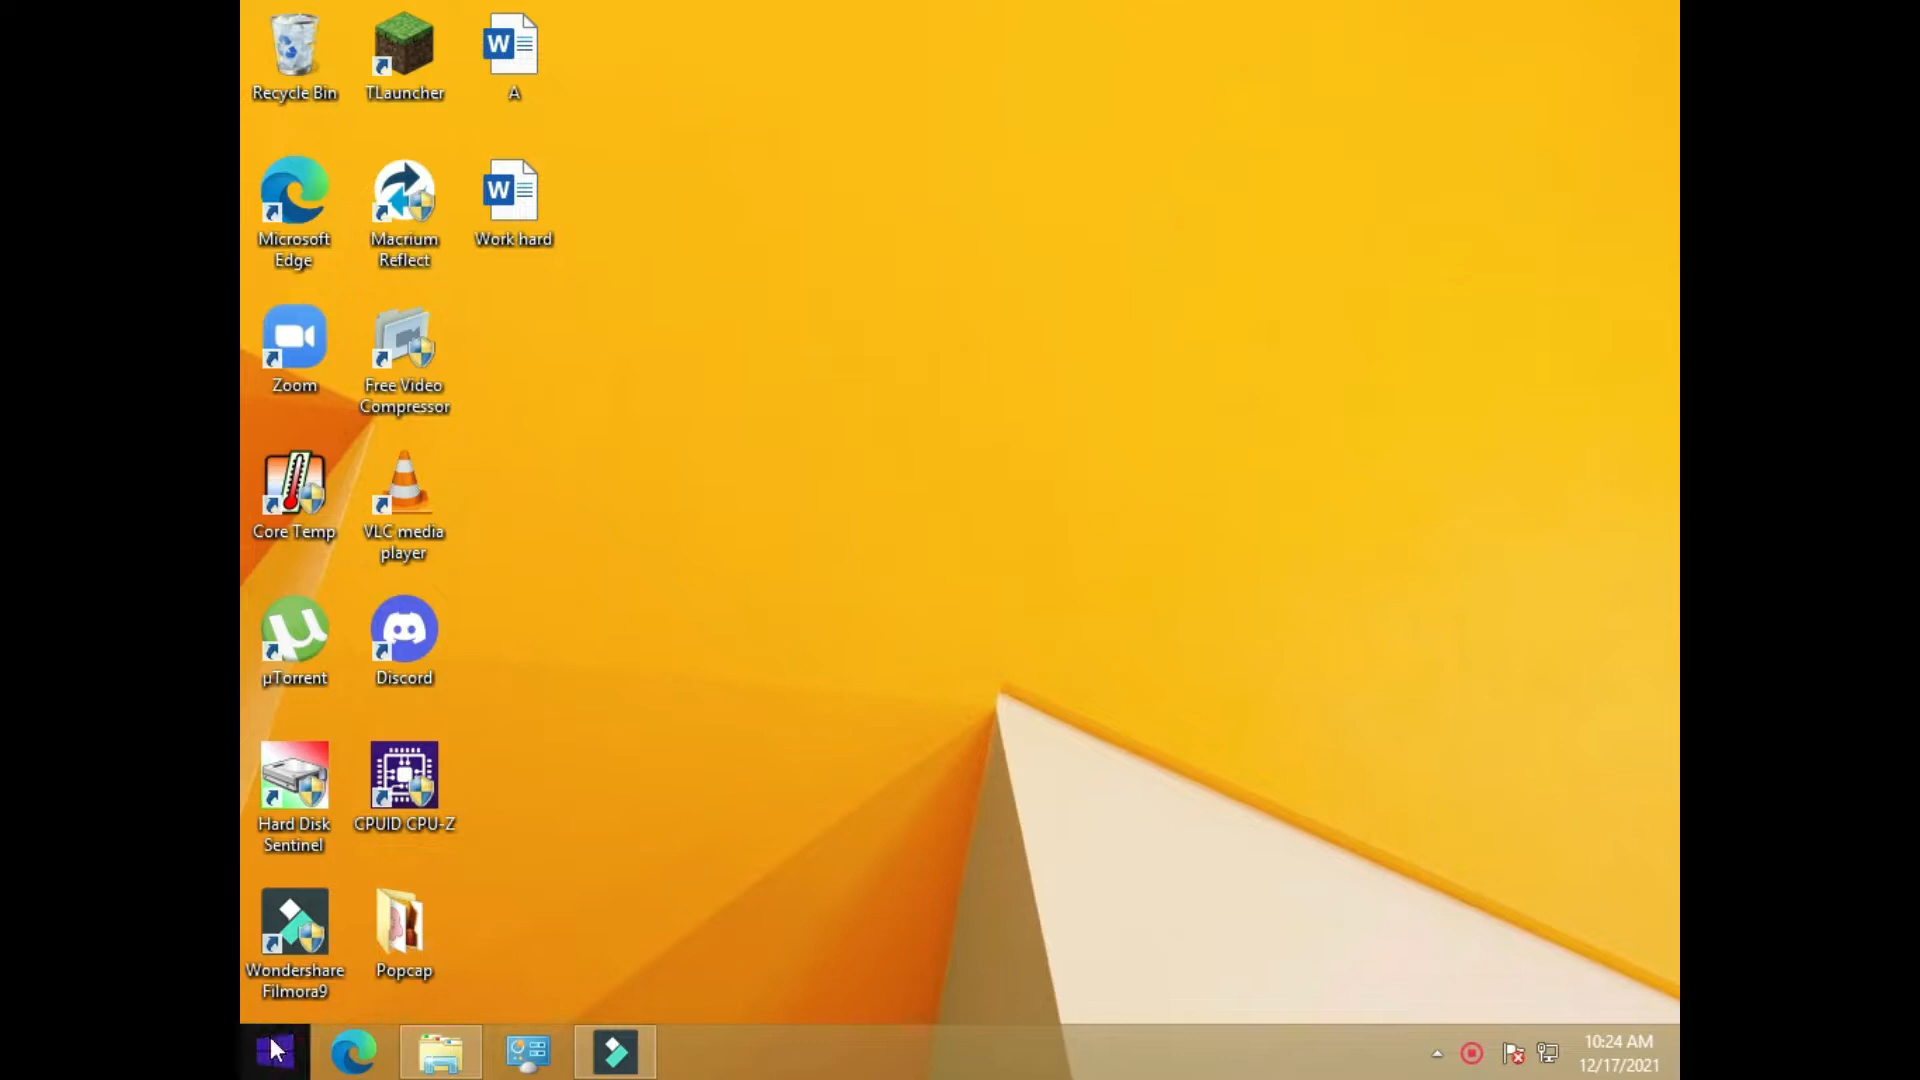 Recycle Bin
TLauncher
W
A
Microsoft
Edge
Macrium
Reflect
W
Work hard
Zoom
Free Video
Compressor
Core Temp
VLC media
player
µ
µTorrent
Discord
Hard Disk
Sentinel
CPUID CPU-Z
Wondershare
Filmora9
Popcap
10:24 AM
12/17/2021